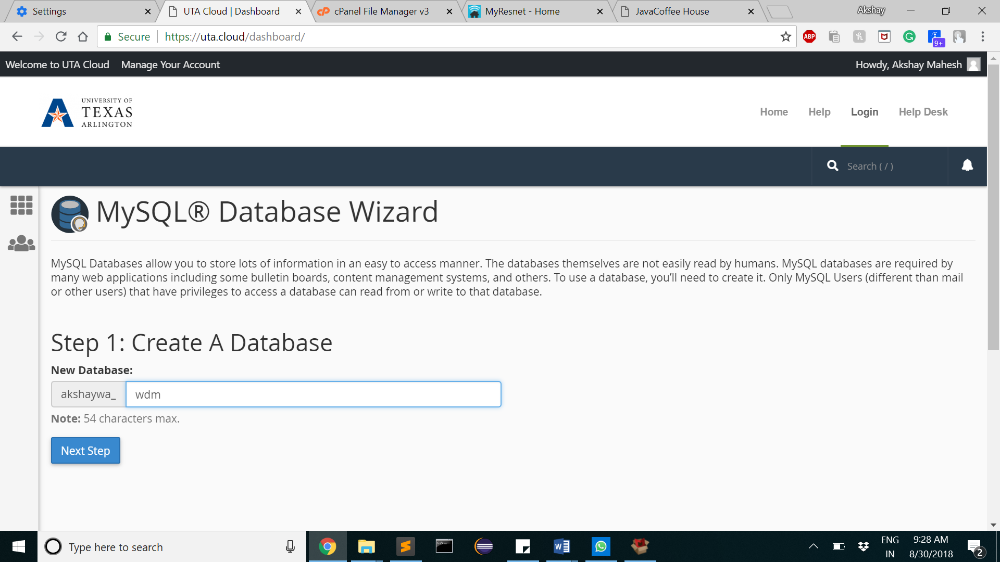 Settings
UTA Cloud | Dashboard
cPanel File Manager v3
MyResnet - Home
JavaCoffee House
Akshay
Secure
https://uta.cloud/dashboard/
ABP
9+
Welcome to UTA Cloud
Manage Your Account
Howdy, Akshay Mahesh
UNIVERSITY OF
TEXAS
ARLINGTON
Home
Help
Login
Help Desk
Search ( / )
MySQL® Database Wizard
MySQL Databases allow you to store lots of information in an easy to access manner. The databases themselves are not easily read by humans. MySQL databases are required by
many web applications including some bulletin boards, content management systems, and others. To use a database, you’ll need to create it. Only MySQL Users (different than mail
or other users) that have privileges to access a database can read from or write to that database.
Step 1: Create A Database
New Database:
akshaywa_
wdm
Note: 54 characters max.
Next Step
Type here to search
ENG
IN
9:28 AM
8/30/2018
2